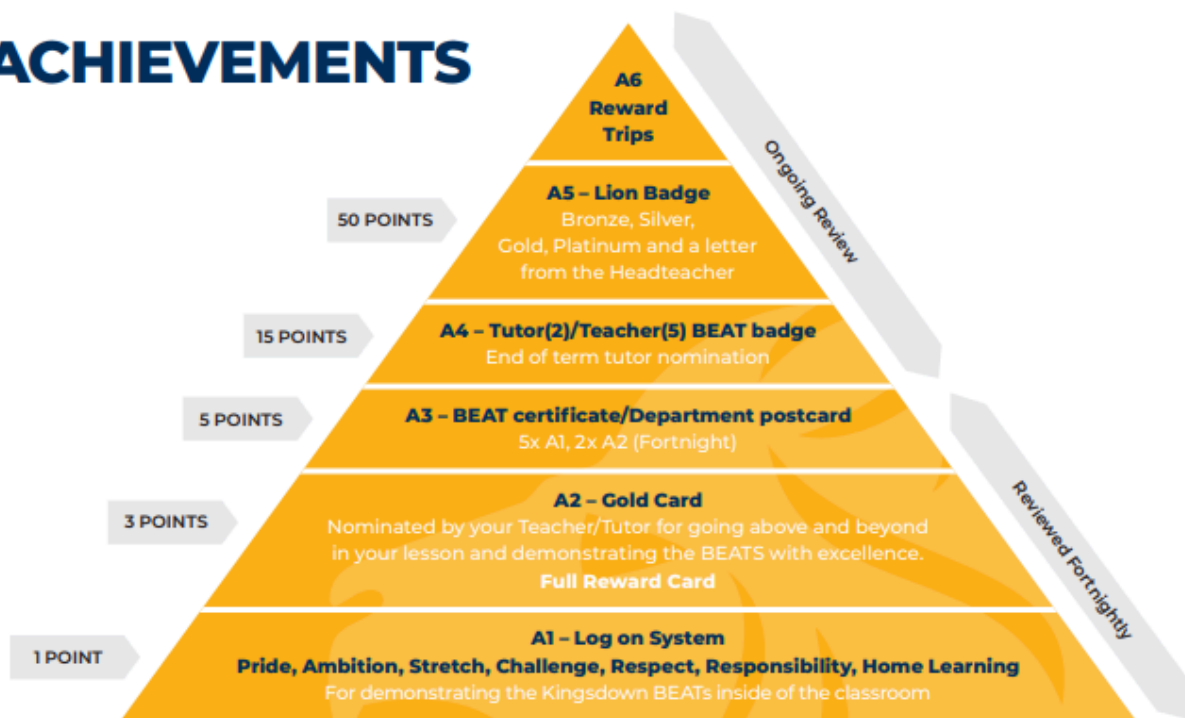 ACHIEVEMENTS
A6
Reward
Trips
Ongoing Review
50 POINTS
A5 – Lion Badge
Bronze, Silver,
Gold, Platinum and a letter
from the Headteacher
15 POINTS
A4 – Tutor(2)/Teacher(5) BEAT badge
End of term tutor nomination
5 POINTS
A3 – BEAT certificate/Department postcard
5x A1, 2x A2 (Fortnight)
Reviewed Fortnightly
3 POINTS
A2 – Gold Card
Nominated by your Teacher/Tutor for going above and beyond
in your lesson and demonstrating the BEATS with excellence.
Full Reward Card
1 POINT
A1 – Log on System
Pride, Ambition, Stretch, Challenge, Respect, Responsibility, Home Learning
For demonstrating the Kingsdown BEATs inside of the classroom